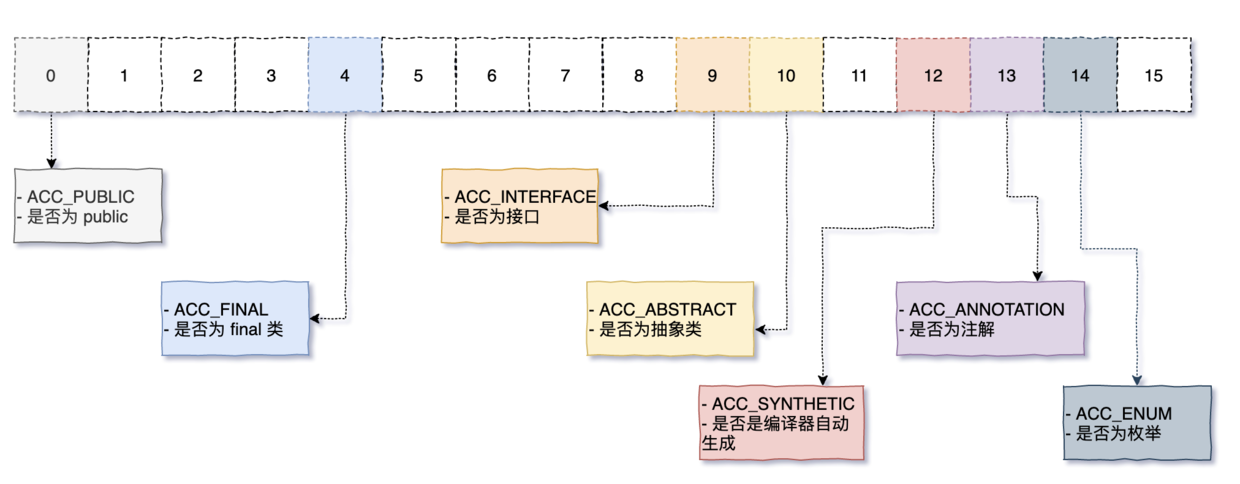 0 1 2 3 4 5 6 7 8 9 10 11 12 13 14 15
- ACC_PUBLIC
- 是否为 public
- ACC_INTERFACE
- 是否为接口
- ACC_FINAL
- 是否为 final 类
- ACC_ABSTRACT
- 是否为抽象类
- ACC_ANNOTATION
- 是否为注解
- ACC_SYNTHETIC
- 是否是编译器自动
生成
- ACC_ENUM
- 是否为枚举